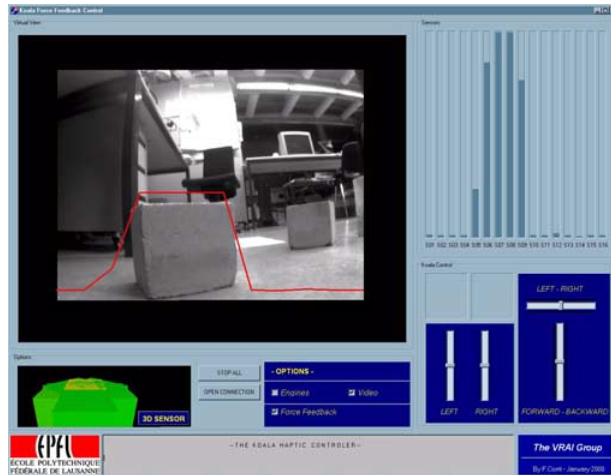 Koala Force Feedback Control
Virtual View
Sensors
S01 S02 S03 S04 S05 S06 S07 S08 S09 S10 S11 S12 S13 S14 S15 S16
Koala Control
LEFT - RIGHT
LEFT
RIGHT
FORWARD - BACKWARD
Options
3D SENSOR
STOP ALL
OPEN CONNECTION
- OPTIONS -
Engines
Video
Force Feedback
EPFL
ÉCOLE POLYTECHNIQUE
FÉDÉRALE DE LAUSANNE
-THE KOALA HAPTIC CONTROLER-
The VRAI Group
By F.Conti - January 2000